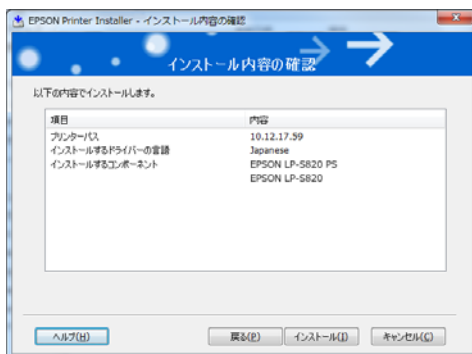 EPSON Printer Installer - インストール内容の確認
インストール内容の確認
以下の内容でインストールします。
項目 内容
プリンターパス 10.12.17.59
インストールするドライバーの言語 Japanese
インストールするコンポーネント EPSON LP-S820 PS
EPSON LP-S820
ヘルプ(H) 戻る(P) インストール(I) キャンセル(C)